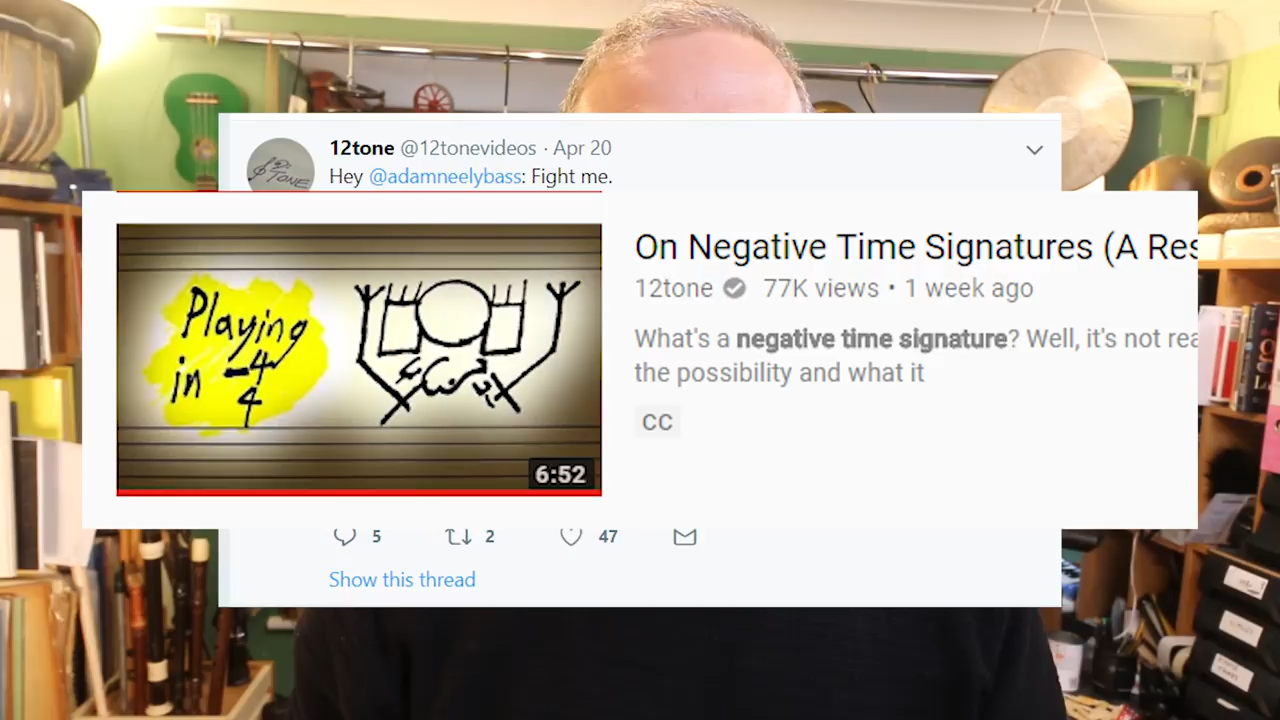 12tone @12tonevideos · Apr 20
Hey @adamneelybass: Fight me.
TONE
Playing
in -4
4
6:52
On Negative Time Signatures (A Res
12tone 77K views • 1 week ago
What's a negative time signature? Well, it's not rea
the possibility and what it
CC
5 2 47
Show this thread